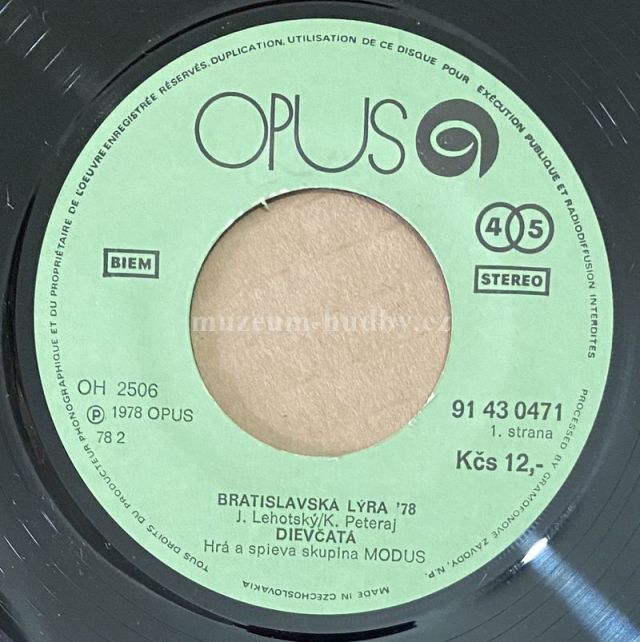 TOUS DROITS DU PRODUCTEUR PHONOGRAPHIQUE ET DU PROPRIÉTAIRE DE L'OEUVRE ENREGISTRÉE RÉSERVÉS. DUPLICATION, UTILISATION DE CE DISQUE POUR EXÉCUTION PUBLIQUE ET RADIODIFFUSION INTERDITES
PROCESSED BY GRAMOFONOVÉ ZÁVODY, N.P.
OPUS
45
BIEM
STEREO
muzeum-hudby.cz
OH 2506
Ⓟ 1978 OPUS
78 2
91 43 0471
1. strana
Kčs 12,-
BRATISLAVSKÁ LÝRA '78
J. Lehotský/K. Peteraj
DIEVČATÁ
Hrá a spieva skupina MODUS
MADE IN CZECHOSLOVAKIA